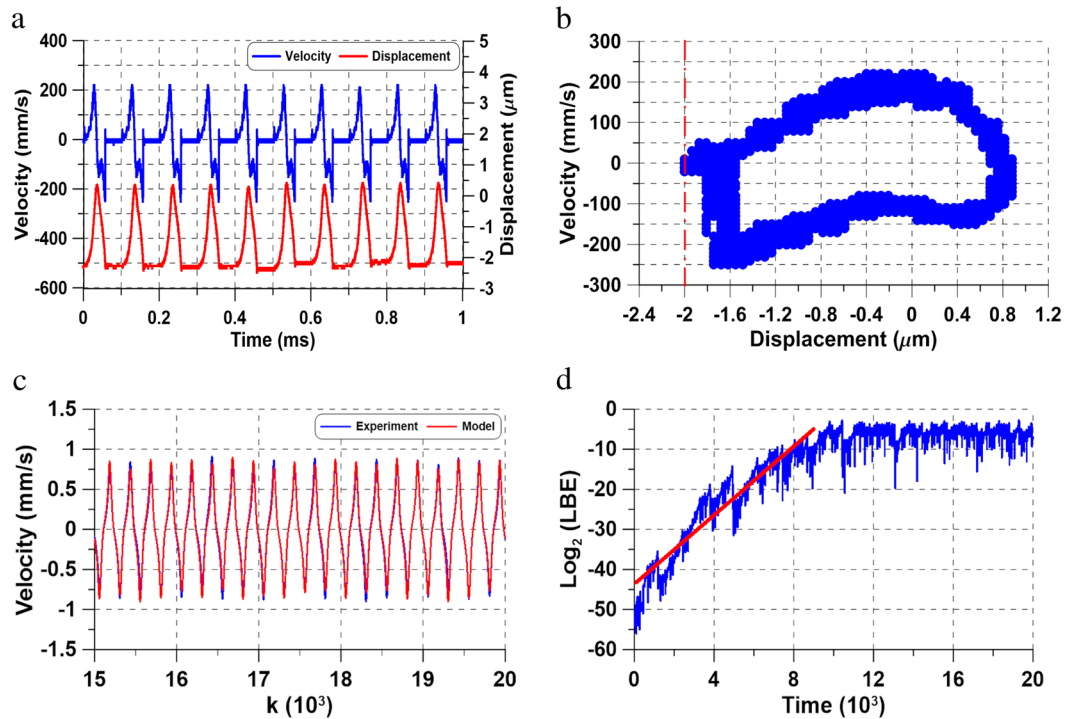 a
400
200
0
-200
-400
-600
Velocity (mm/s)
Velocity Displacement
5
4
3
2
1
0
-1
-2
-3
Displacement (μm)
0 0.2 0.4 0.6 0.8 1
Time (ms)
b
300
200
100
0
-100
-200
-300
Velocity (mm/s)
-2.4 -2 -1.6 -1.2 -0.8 -0.4 0 0.4 0.8 1.2
Displacement (μm)
c
1.5
1
0.5
0
-0.5
-1
-1.5
Velocity (mm/s)
Experiment Model
15 16 17 18 19 20
k (10³)
d
-0
-10
-20
-30
-40
-50
-60
Log₂ (LBE)
0 4 8 12 16 20
Time (10³)